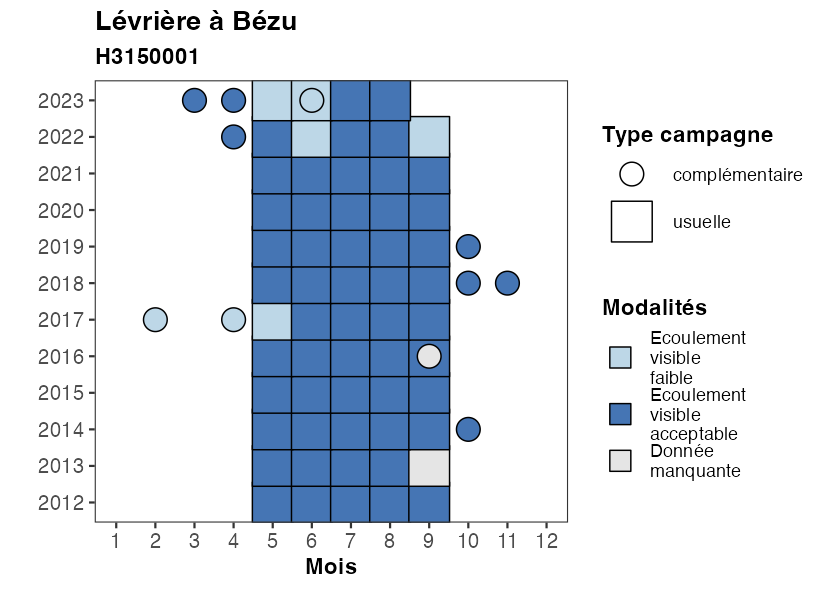 Lévrière à Bézu
H3150001
2023
2022
2021
2020
2019
2018
2017
2016
2015
2014
2013
2012
1 2 3 4 5 6 7 8 9 10 11 12
Mois
Type campagne
complémentaire
usuelle
Modalités
Ecoulement
visible
faible
Ecoulement
visible
acceptable
Donnée
manquante